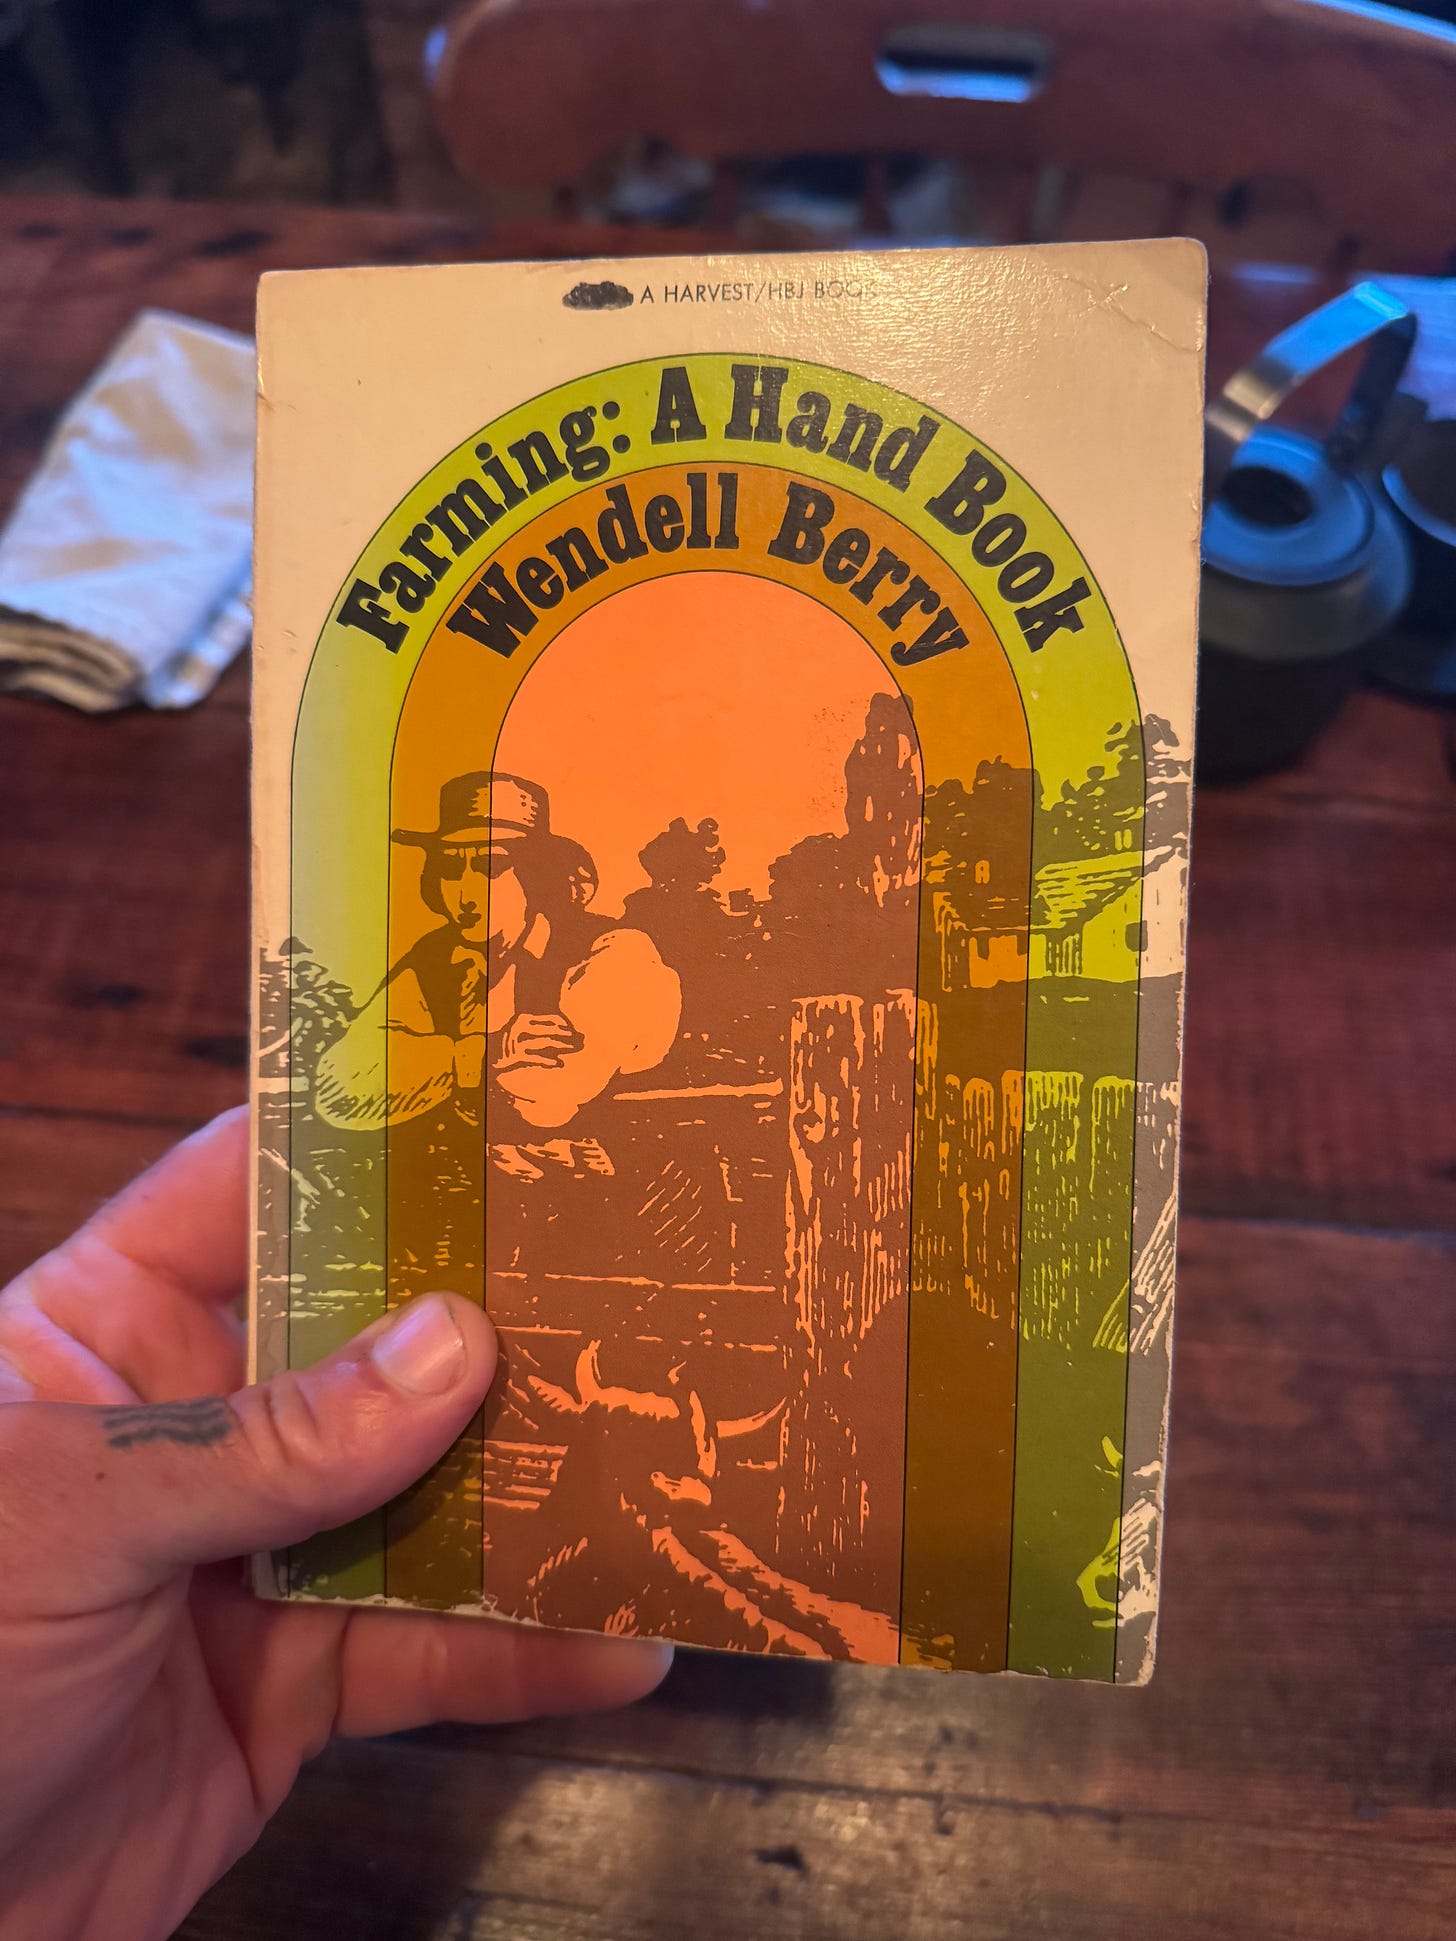 A HARVEST/HBJ BOOK
Farming: A Hand Book
Wendell Berry